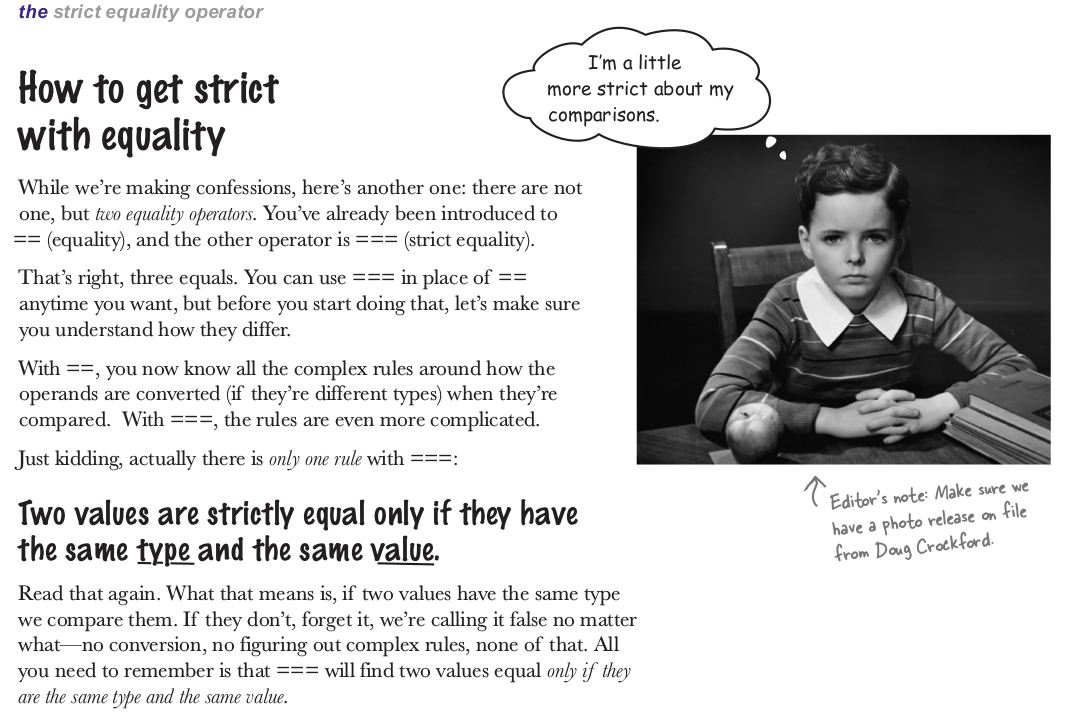 the strict equality operator
How to get strict
with equality
I'm a little
more strict about my
comparisons.
While we're making confessions, here's another one: there are not
one, but two equality operators. You've already been introduced to
== (equality), and the other operator is === (strict equality).
That's right, three equals. You can use === in place of ==
anytime you want, but before you start doing that, let's make sure
you understand how they differ.
With ==, you now know all the complex rules around how the
operands are converted (if they're different types) when they're
compared. With ===, the rules are even more complicated.
Just kidding, actually there is only one rule with ===:
Editor's note: Make sure we
have a photo release on file
from Doug Crockford.
Two values are strictly equal only if they have
the same type and the same value.
Read that again. What that means is, if two values have the same type
we compare them. If they don't, forget it, we're calling it false no matter
what—no conversion, no figuring out complex rules, none of that. All
you need to remember is that === will find two values equal only if they
are the same type and the same value.